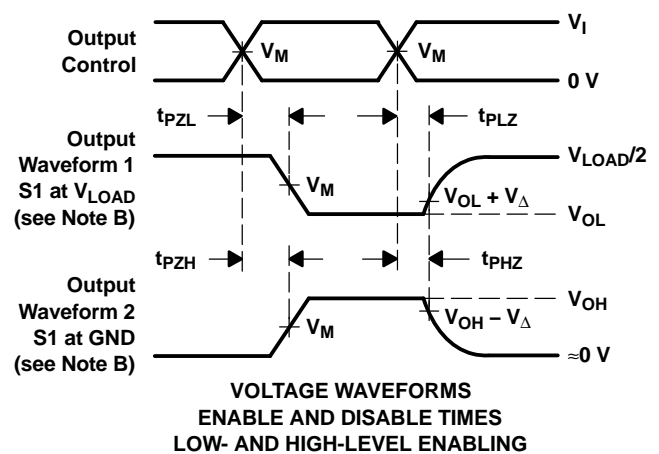 Output
Control
V_M
V_M
V_I
0 V
t_PZL
t_PLZ
Output
Waveform 1
S1 at V_LOAD
(see Note B)
V_M
V_LOAD/2
V_OL + V_Δ
V_OL
t_PZH
t_PHZ
Output
Waveform 2
S1 at GND
(see Note B)
V_M
V_OH
V_OH – V_Δ
≈0 V
VOLTAGE WAVEFORMS
ENABLE AND DISABLE TIMES
LOW- AND HIGH-LEVEL ENABLING